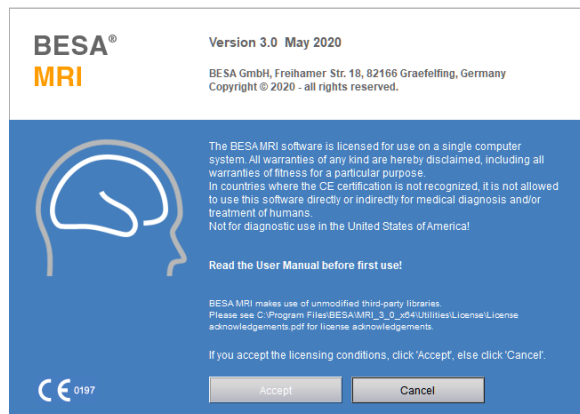 BESA®
MRI
Version 3.0 May 2020
BESA GmbH, Freihamer Str. 18, 82166 Graefelfing, Germany
Copyright © 2020 - all rights reserved.
The BESA MRI software is licensed for use on a single computer
system. All warranties of any kind are hereby disclaimed, including all
warranties of fitness for a particular purpose.
In countries where the CE certification is not recognized, it is not allowed
to use this software directly or indirectly for medical diagnosis and/or
treatment of humans.
Not for diagnostic use in the United States of America!
Read the User Manual before first use!
BESA MRI makes use of unmodified third-party libraries.
Please see C:\Program Files\BESA\MRI_3_0_x64\Utilities\License\License
acknowledgements.pdf for license acknowledgements.
If you accept the licensing conditions, click 'Accept', else click 'Cancel'.
CE 0197
Accept
Cancel